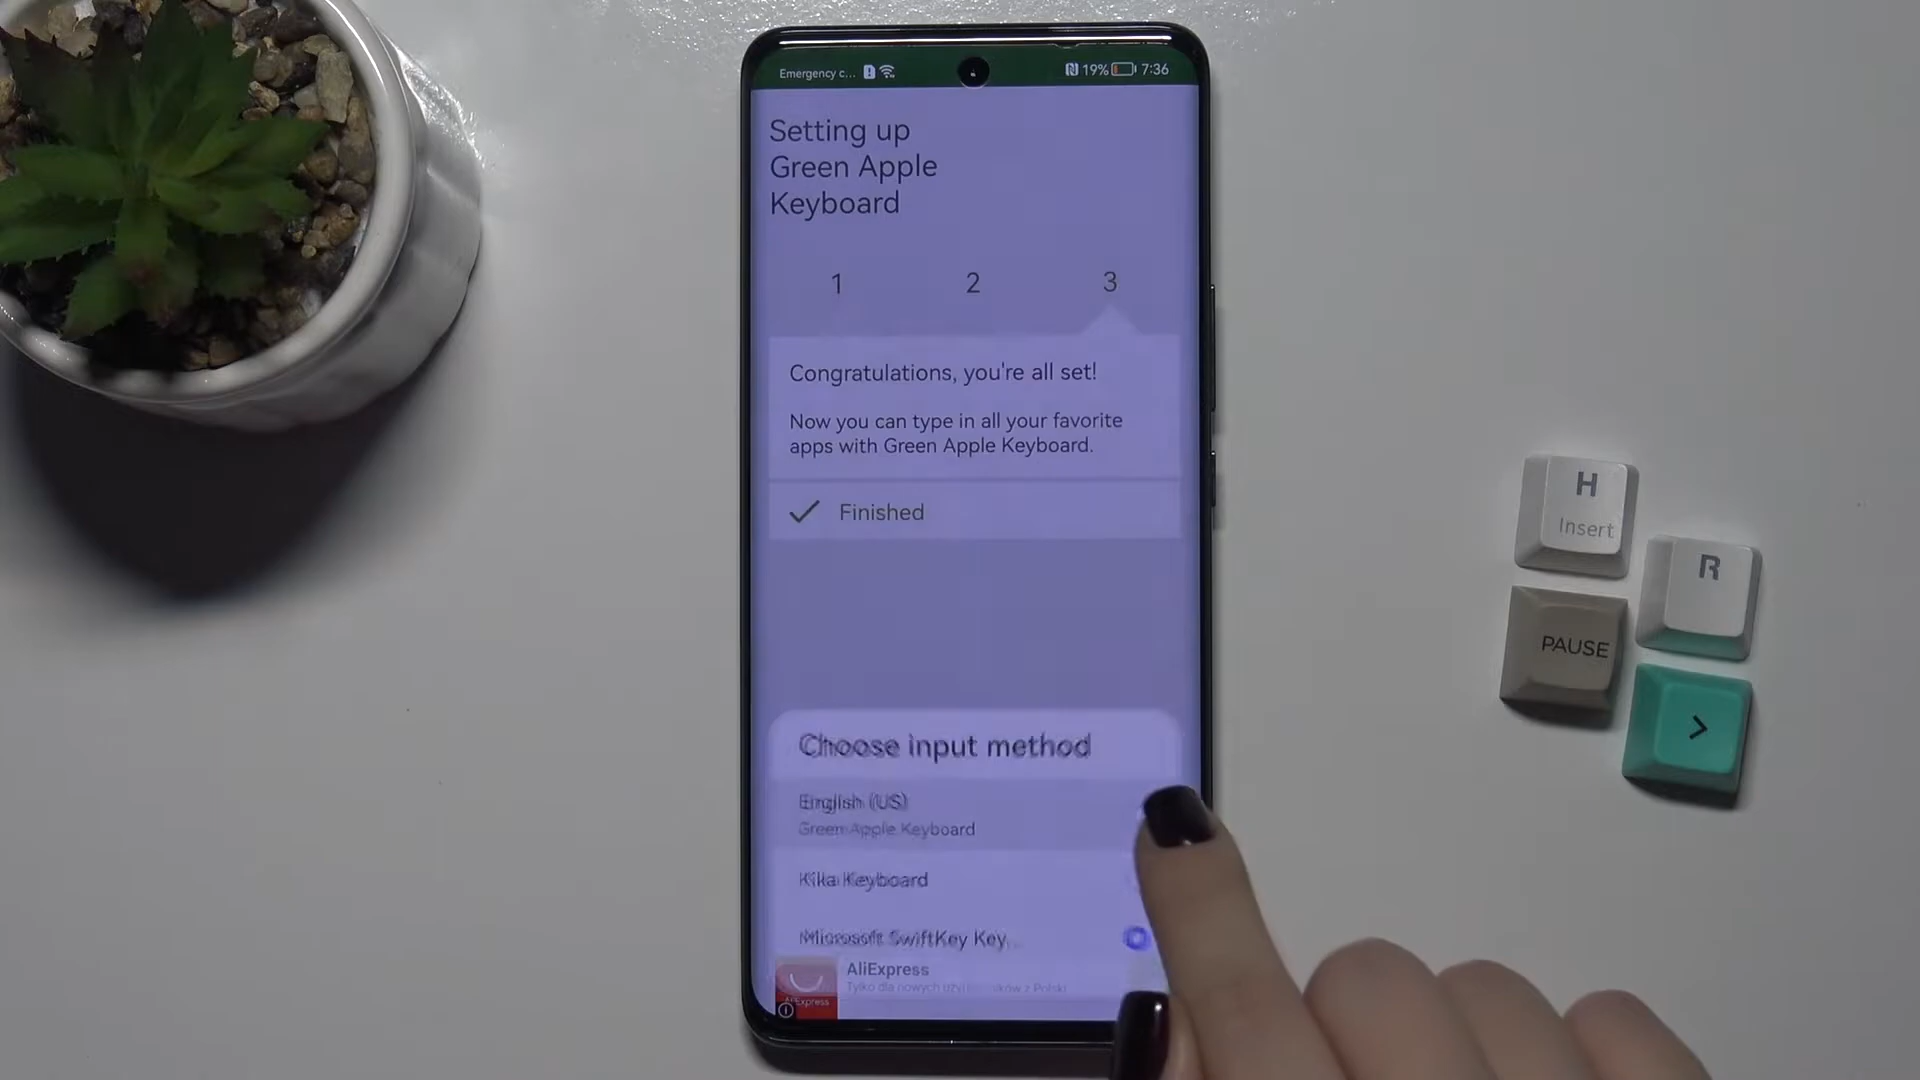 Emergency c... 19% 7:36
Setting up
Green Apple
Keyboard
1 2 3
Congratulations, you're all set!
Now you can type in all your favorite
apps with Green Apple Keyboard.
Finished
Choose input method
English (US)
Green Apple Keyboard
Kika Keyboard
Microsoft SwiftKey Key...
AliExpress
Tylko dla nowych
z Polski
AliExpress
H
Insert
R
PAUSE
>